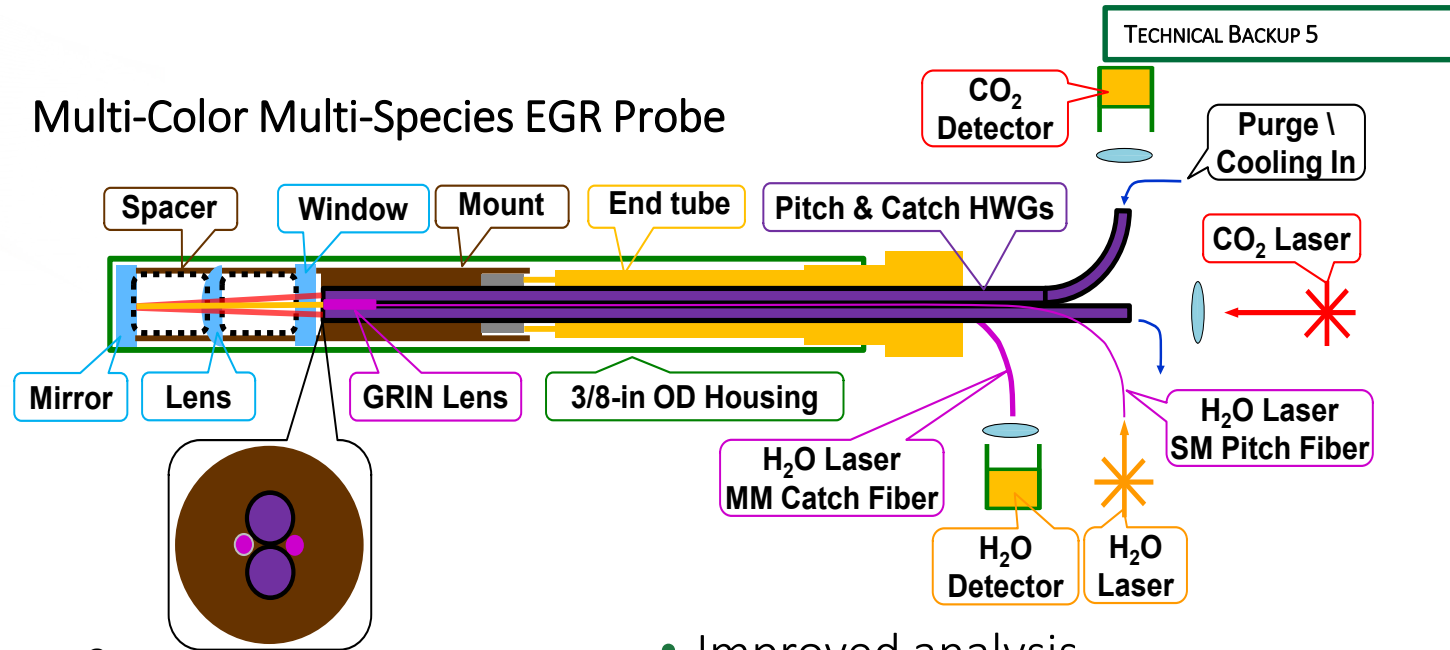 TECHNICAL BACKUP 5
Multi-Color Multi-Species EGR Probe
CO₂
Detector
Purge \
Cooling In
Spacer
Window
Mount
End tube
Pitch & Catch HWGs
CO₂ Laser
Mirror
Lens
GRIN Lens
3/8-in OD Housing
H₂O Laser
MM Catch Fiber
H₂O Laser
SM Pitch Fiber
H₂O
Detector
H₂O
Laser
• Improved analysis